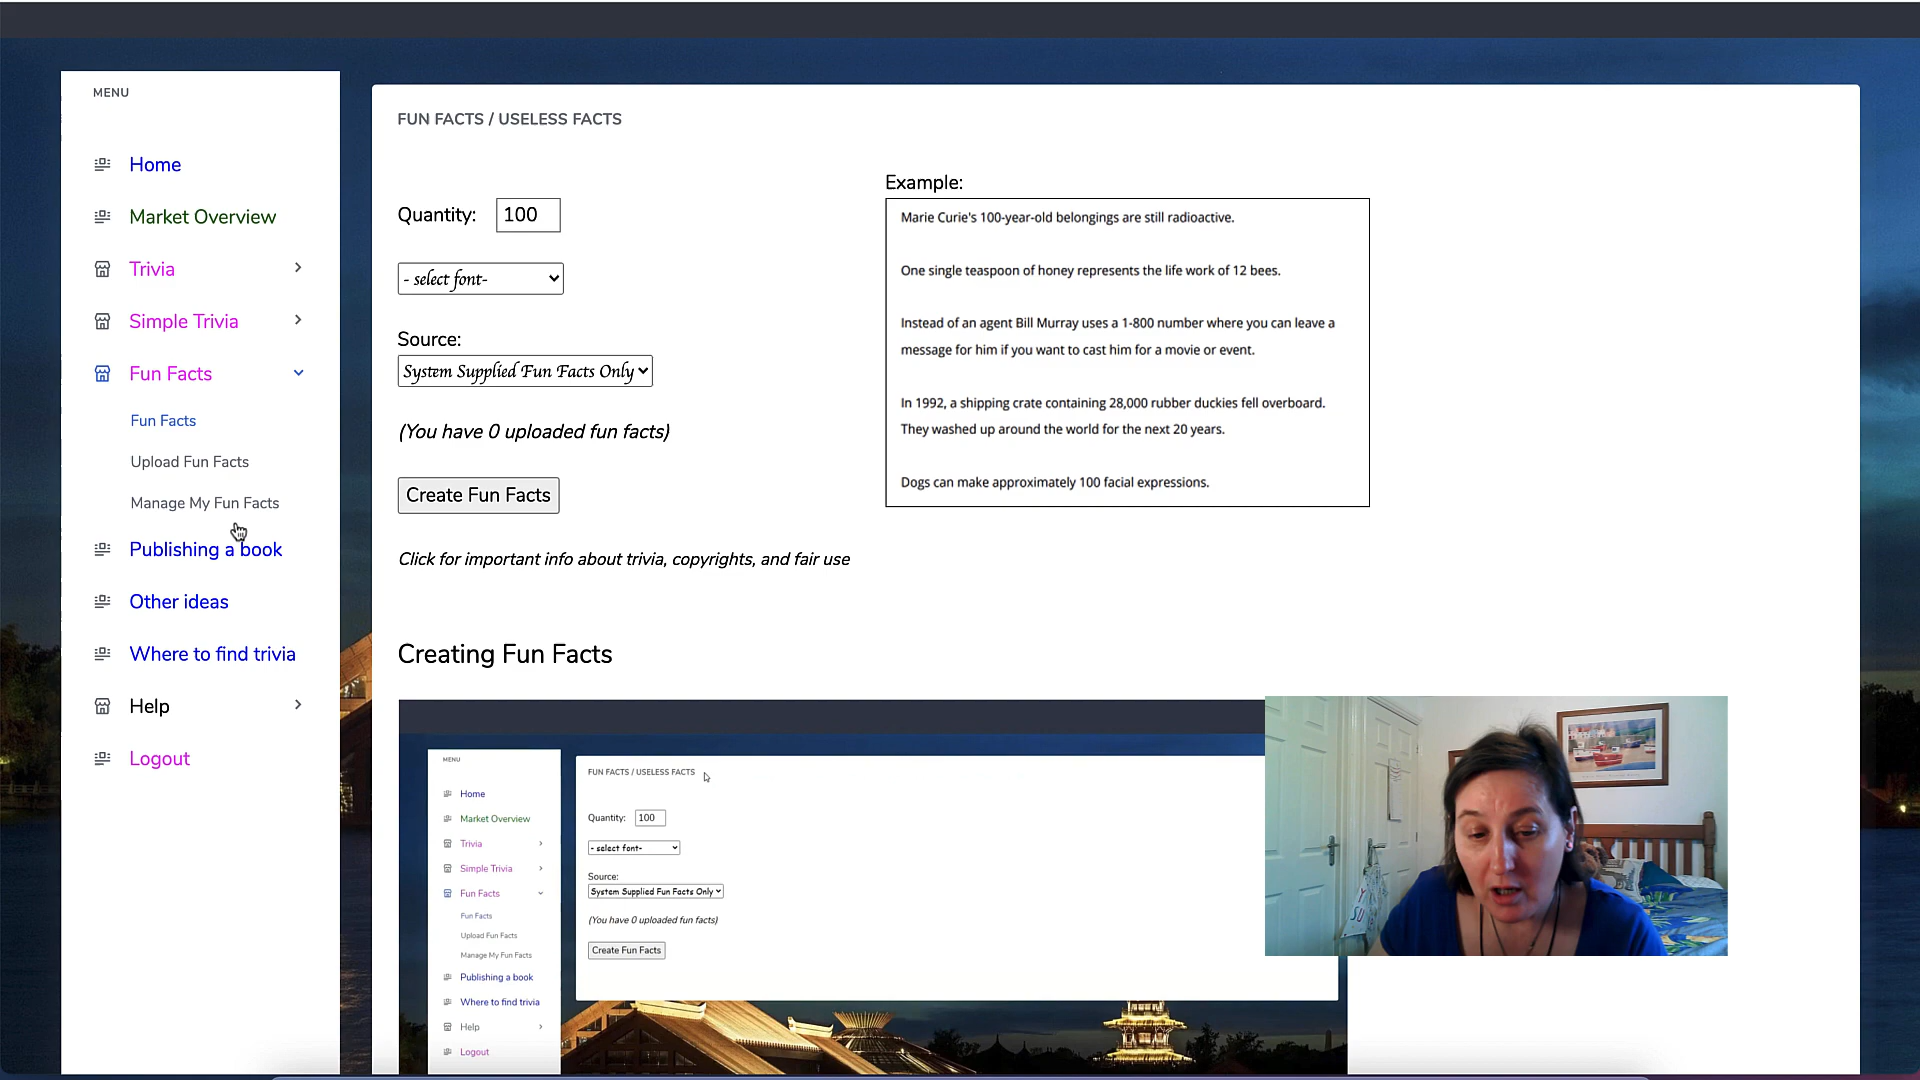 MENU
Home
Market Overview
Trivia
Simple Trivia
Fun Facts
Fun Facts
Upload Fun Facts
Manage My Fun Facts
Publishing a book
Other ideas
Where to find trivia
Help
Logout
FUN FACTS / USELESS FACTS
Quantity: 100
- select font-
Source:
System Supplied Fun Facts Only
(You have 0 uploaded fun facts)
Create Fun Facts
Click for important info about trivia, copyrights, and fair use
Example:
Marie Curie's 100-year-old belongings are still radioactive.
One single teaspoon of honey represents the life work of 12 bees.
Instead of an agent Bill Murray uses a 1-800 number where you can leave a
message for him if you want to cast him for a movie or event.
In 1992, a shipping crate containing 28,000 rubber duckies fell overboard.
They washed up around the world for the next 20 years.
Dogs can make approximately 100 facial expressions.
Creating Fun Facts
MENU
Home
Market Overview
Trivia
Simple Trivia
Fun Facts
Fun Facts
Upload Fun Facts
Manage My Fun Facts
Publishing a book
Where to find trivia
Help
Logout
FUN FACTS / USELESS FACTS
Quantity: 100
- select font-
Source:
System Supplied Fun Facts Only
(You have 0 uploaded fun facts)
Create Fun Facts